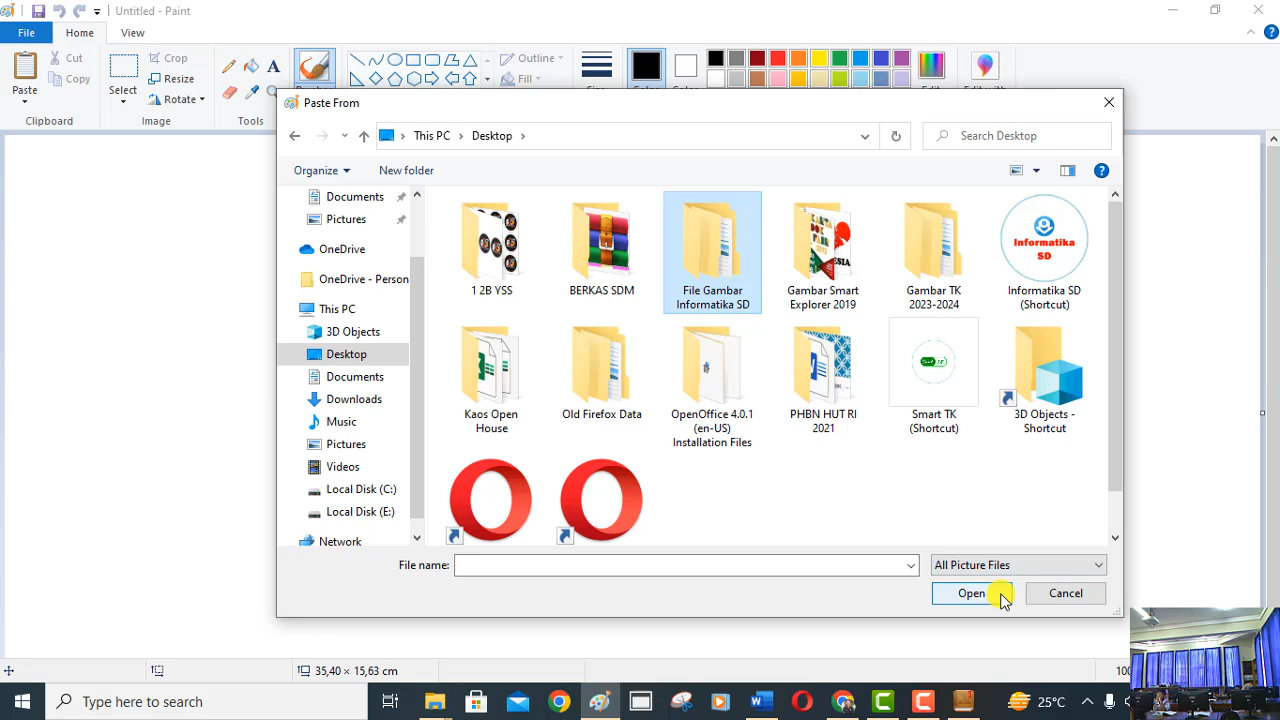 Untitled - Paint
File
Home
View
Paste
Cut
Copy
Clipboard
Select
Crop
Resize
Rotate
Image
Tools
Outline
Fill
Paste From
This PC
Desktop
Search Desktop
Organize
New folder
Documents
Pictures
OneDrive
OneDrive - Person
This PC
3D Objects
Desktop
Documents
Downloads
Music
Pictures
Videos
Local Disk (C:)
Local Disk (E:)
Network
1 2B YSS
BERKAS SDM
File Gambar
Informatika SD
Gambar Smart
Explorer 2019
Gambar TK
2023-2024
Informatika
SD
Informatika SD
(Shortcut)
Kaos Open
House
Old Firefox Data
OpenOffice 4.0.1
(en-US)
Installation Files
PHBN HUT RI
2021
Smart TK
(Shortcut)
3D Objects -
Shortcut
File name:
All Picture Files
Open
Cancel
35,40 × 15,63 cm
100
Type here to search
25°C